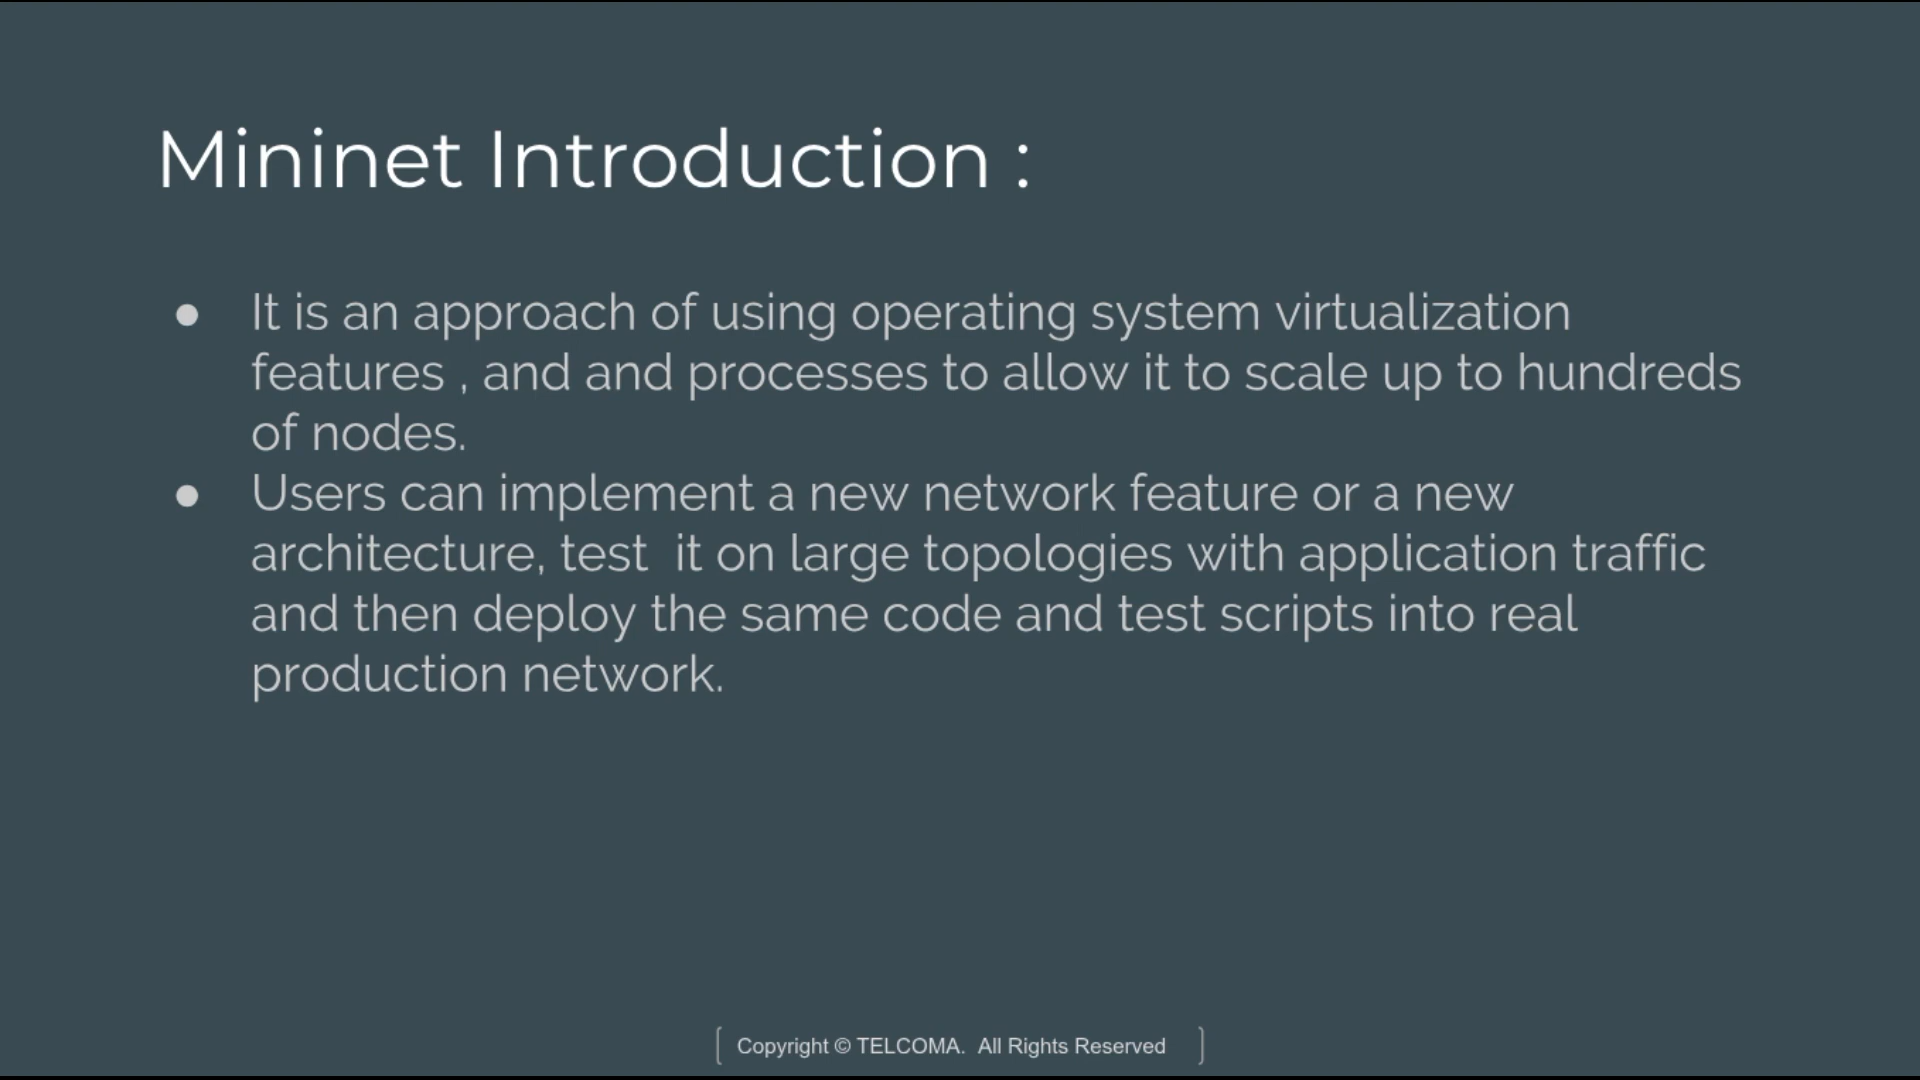 Mininet Introduction :
● It is an approach of using operating system virtualization
features , and and processes to allow it to scale up to hundreds
of nodes.
● Users can implement a new network feature or a new
architecture, test  it on large topologies with application traffic
and then deploy the same code and test scripts into real
production network.
[ Copyright © TELCOMA.  All Rights Reserved ]